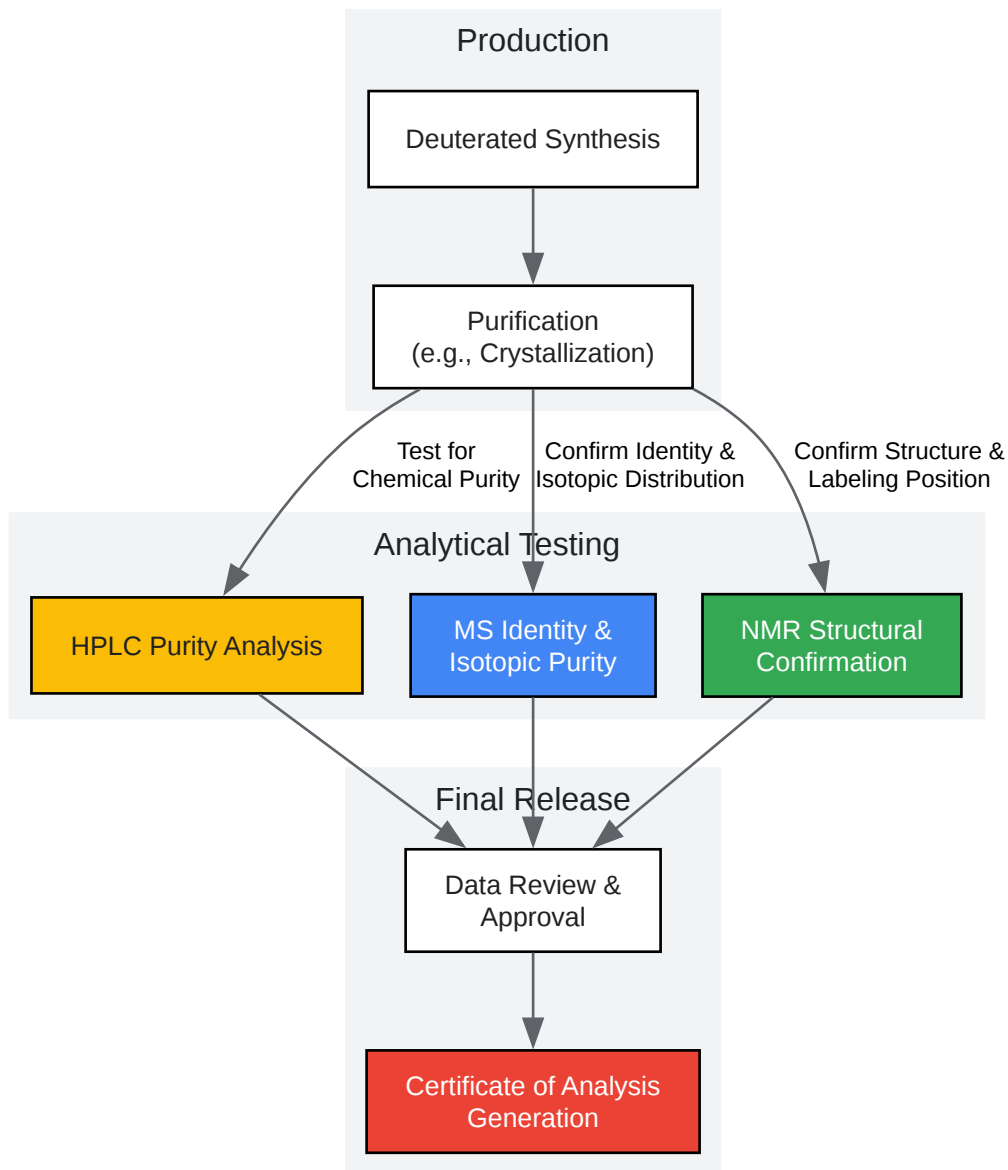 Production
Deuterated Synthesis
Purification
(e.g., Crystallization)
Test for
Chemical Purity
Confirm Identity &
Isotopic Distribution
Confirm Structure &
Labeling Position
Analytical Testing
HPLC Purity Analysis
MS Identity &
Isotopic Purity
NMR Structural
Confirmation
Final Release
Data Review &
Approval
Certificate of Analysis
Generation